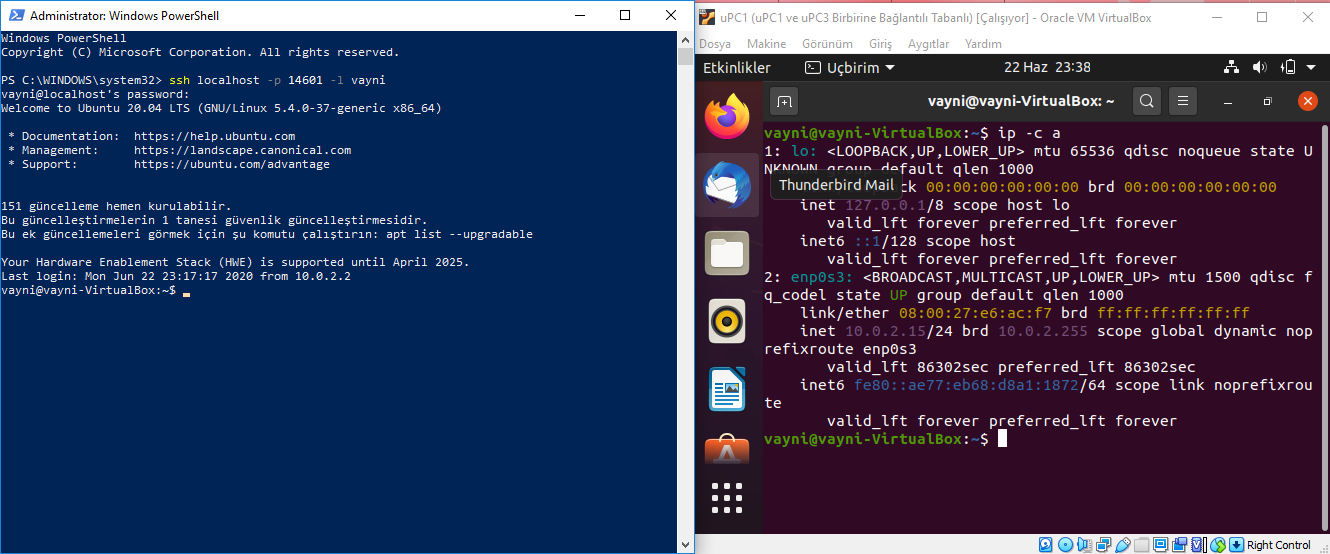 Administrator: Windows PowerShell
Windows PowerShell
Copyright (C) Microsoft Corporation. All rights reserved.
PS C:\WINDOWS\system32> ssh localhost -p 14601 -l vayni
vayni@localhost's password:
Welcome to Ubuntu 20.04 LTS (GNU/Linux 5.4.0-37-generic x86_64)
* Documentation:  https://help.ubuntu.com
* Management:     https://landscape.canonical.com
* Support:        https://ubuntu.com/advantage
151 güncelleme hemen kurulabilir.
Bu güncelleştirmelerin 1 tanesi güvenlik güncelleştirmesidir.
Bu ek güncellemeleri görmek için şu komutu çalıştırın: apt list --upgradable
Your Hardware Enablement Stack (HWE) is supported until April 2025.
Last login: Mon Jun 22 23:17:17 2020 from 10.0.2.2
vayni@vayni-VirtualBox:~$
uPC1 (uPC1 ve uPC3 Birbirine Bağlantılı Tabanlı) [Çalışıyor] - Oracle VM VirtualBox
Dosya Makine Görünüm Giriş Aygıtlar Yardım
Etkinlikler Uçbirim 22 Haz 23:38
vayni@vayni-VirtualBox: ~
vayni@vayni-VirtualBox:~$ ip -c a
1: lo: <LOOPBACK,UP,LOWER_UP> mtu 65536 qdisc noqueue state U
NKNOWN group default qlen 1000
Thunderbird Mail
00:00:00:00:00:00 brd 00:00:00:00:00:00
inet 127.0.0.1/8 scope host lo
valid_lft forever preferred_lft forever
inet6 ::1/128 scope host
valid_lft forever preferred_lft forever
2: enp0s3: <BROADCAST,MULTICAST,UP,LOWER_UP> mtu 1500 qdisc f
q_codel state UP group default qlen 1000
link/ether 08:00:27:e6:ac:f7 brd ff:ff:ff:ff:ff:ff
inet 10.0.2.15/24 brd 10.0.2.255 scope global dynamic nop
refixroute enp0s3
valid_lft 86302sec preferred_lft 86302sec
inet6 fe80::ae77:eb68:d8a1:1872/64 scope link noprefixrou
te
valid_lft forever preferred_lft forever
vayni@vayni-VirtualBox:~$
Right Control